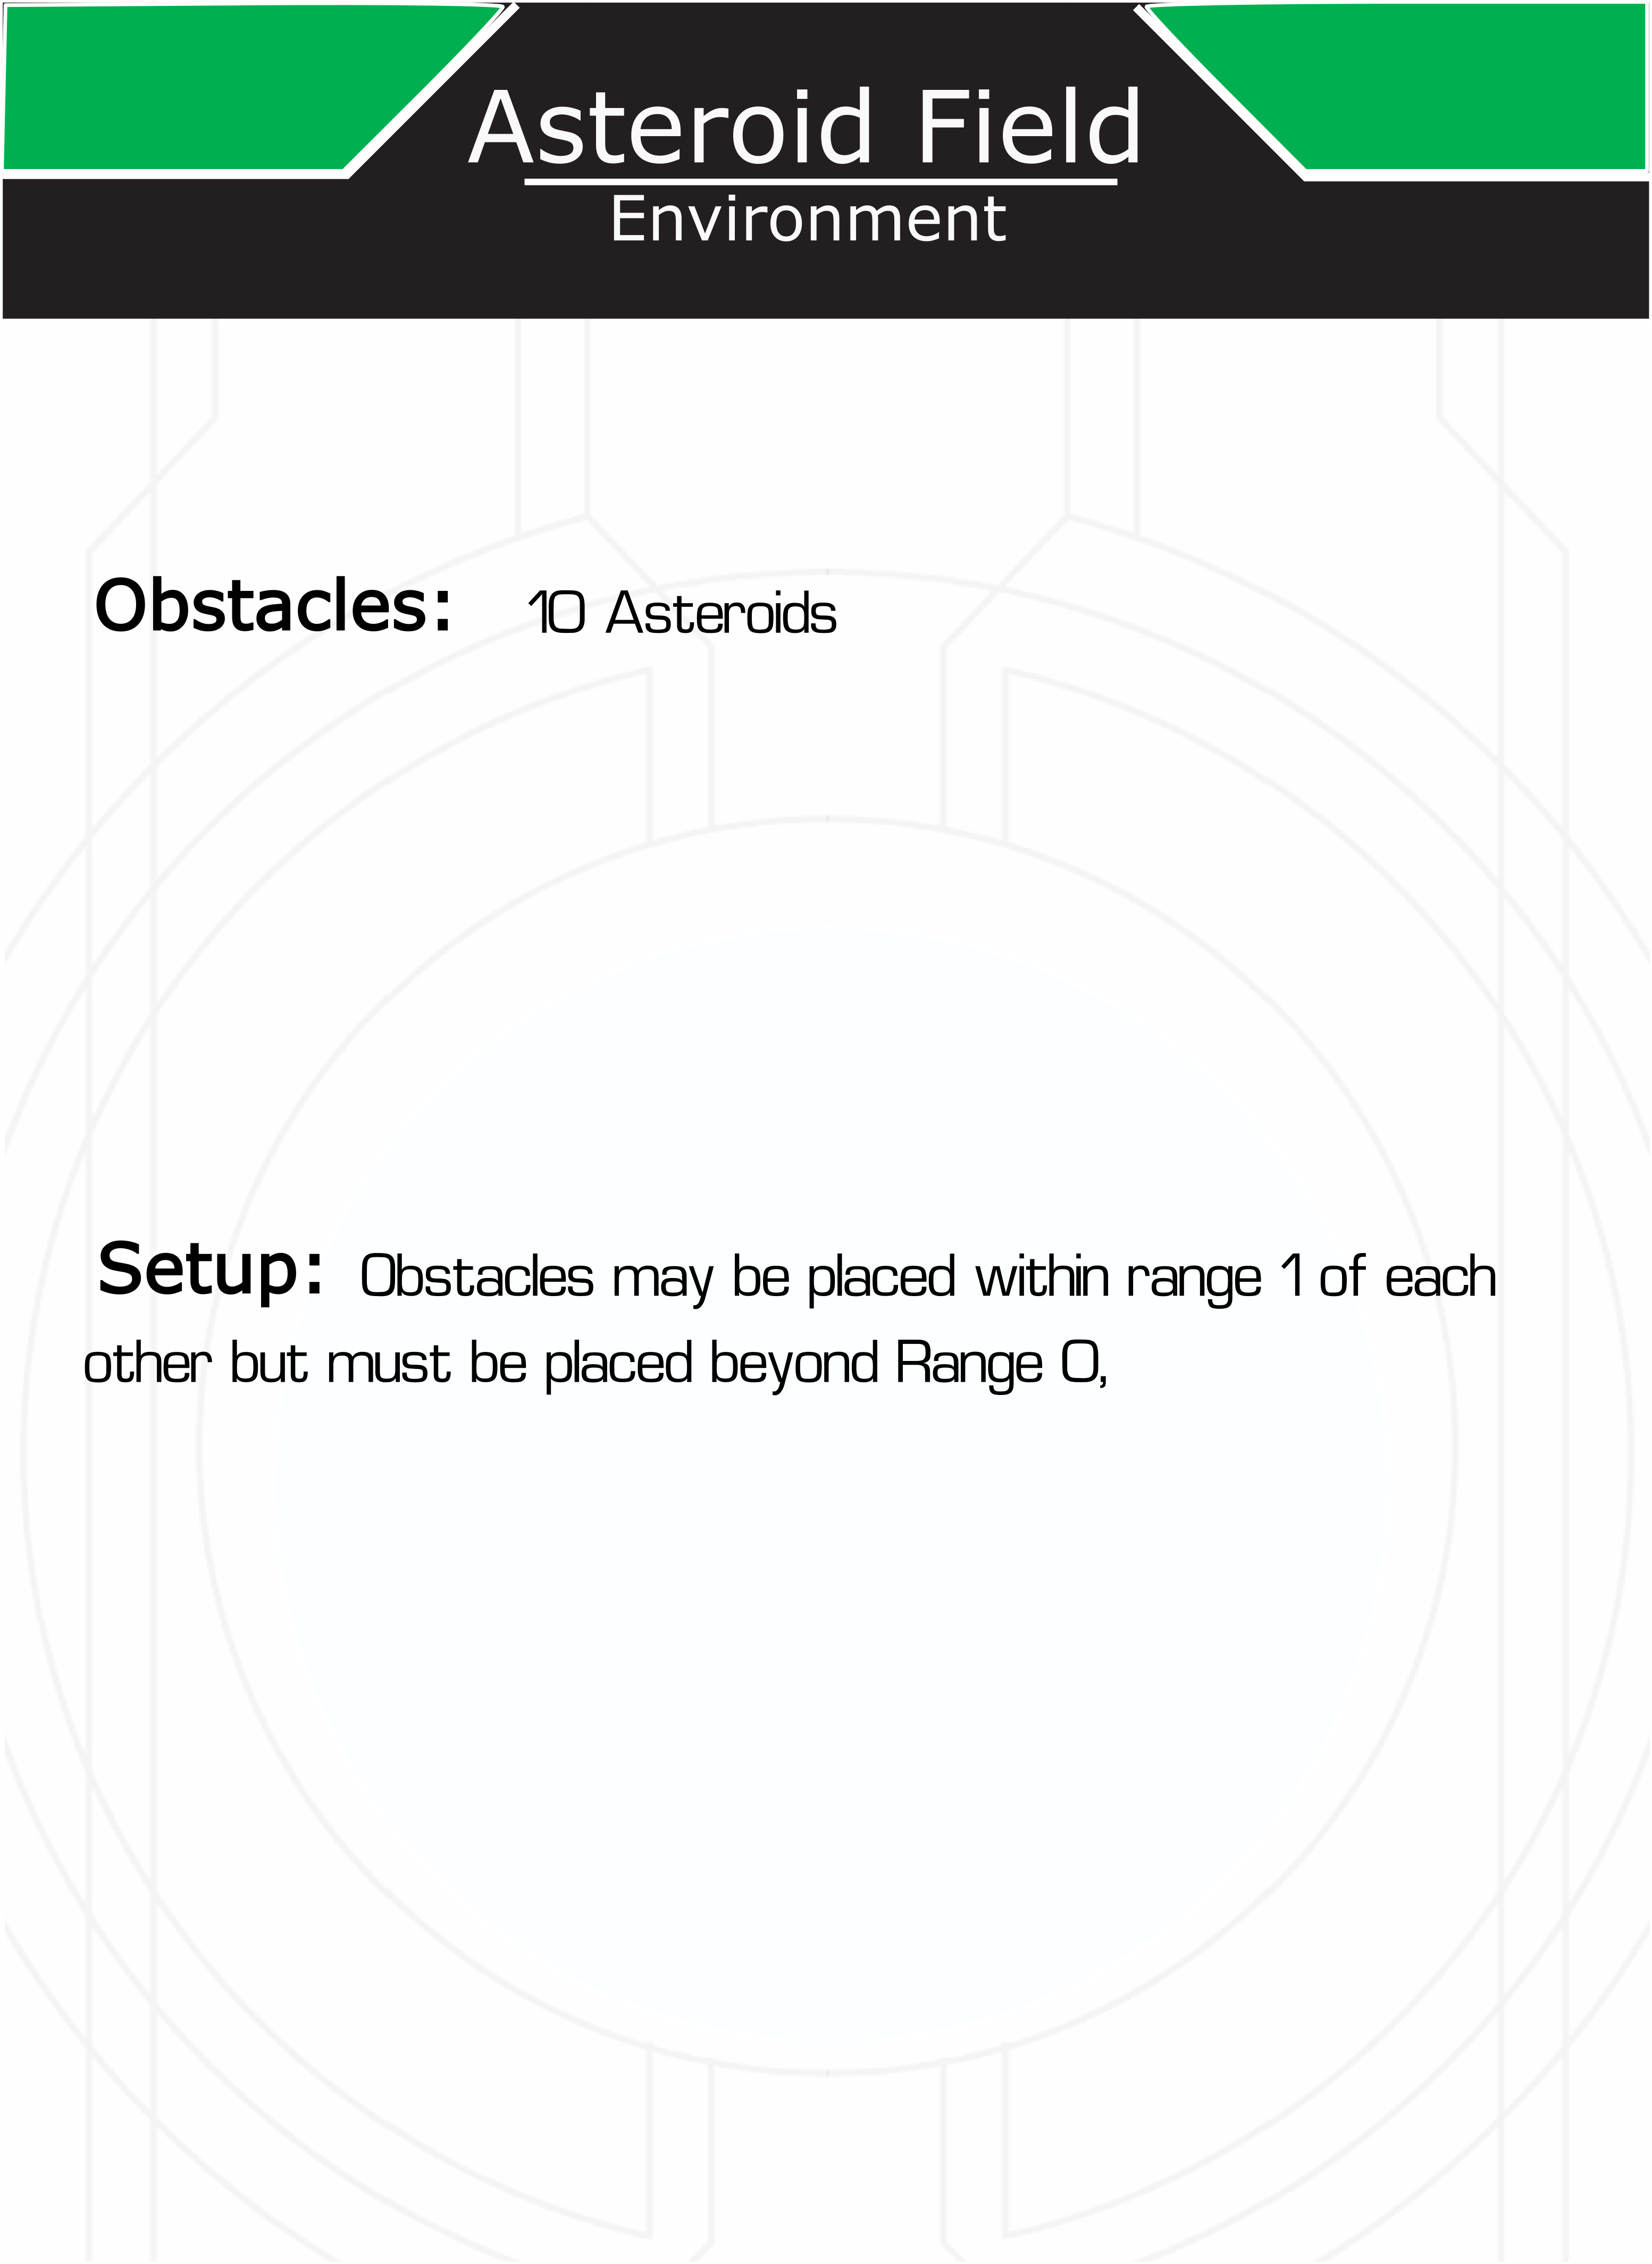 Asteroid Field
Environment
Obstacles: 10 Asteroids
Setup: Obstacles may be placed within range 1 of each
other but must be placed beyond Range 0,